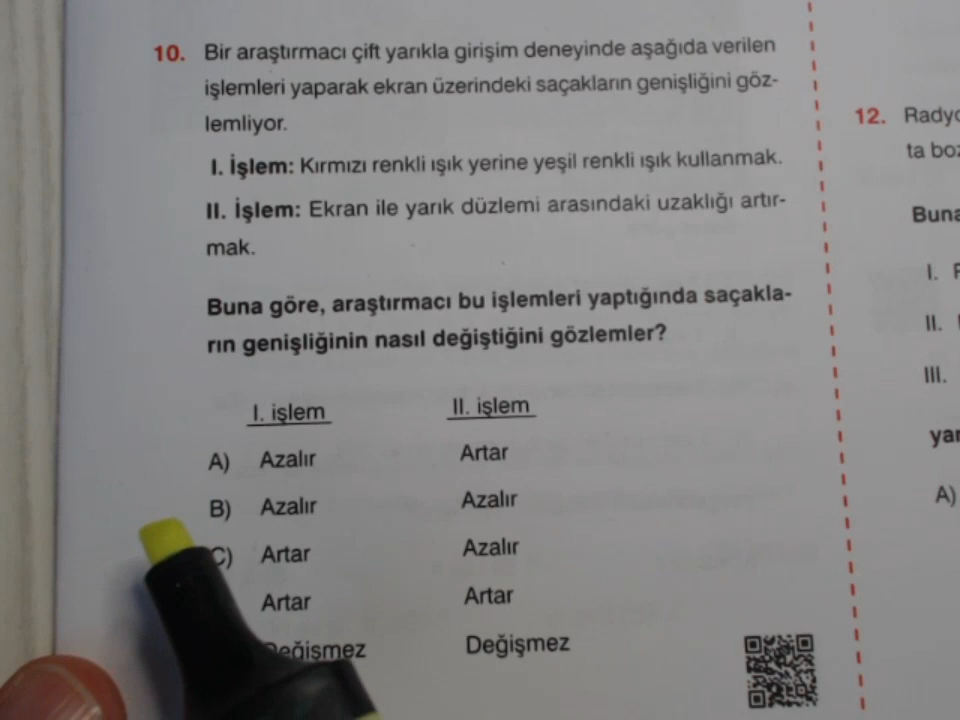 10. Bir araştırmacı çift yarıkla girişim deneyinde aşağıda verilen
işlemleri yaparak ekran üzerindeki saçakların genişliğini göz-
lemliyor.
I. İşlem: Kırmızı renkli ışık yerine yeşil renkli ışık kullanmak.
II. İşlem: Ekran ile yarık düzlemi arasındaki uzaklığı artır-
mak.
Buna göre, araştırmacı bu işlemleri yaptığında saçakla-
rın genişliğinin nasıl değiştiğini gözlemler?
I. işlem II. işlem
A) Azalır Artar
B) Azalır Azalır
C) Artar Azalır
Artar Artar
Değişmez Değişmez
12. Radyo
ta boz
Buna
I.
II.
III.
yar
A)